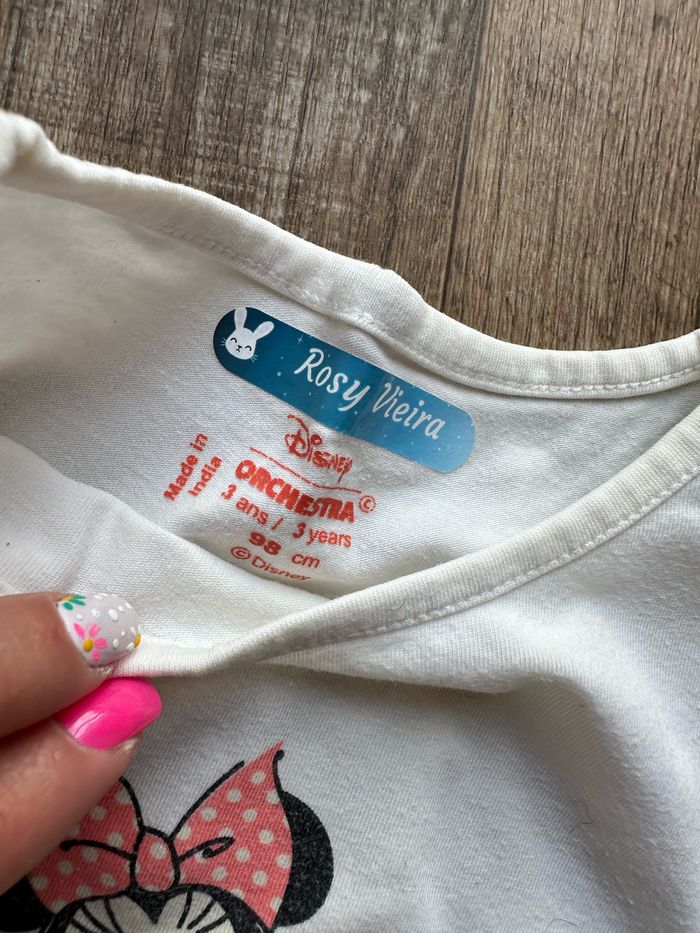 Rosy Vieira
Disney
Made in
India
ORCHESTRA©
3 ans / 3 years
98 cm
© Disney